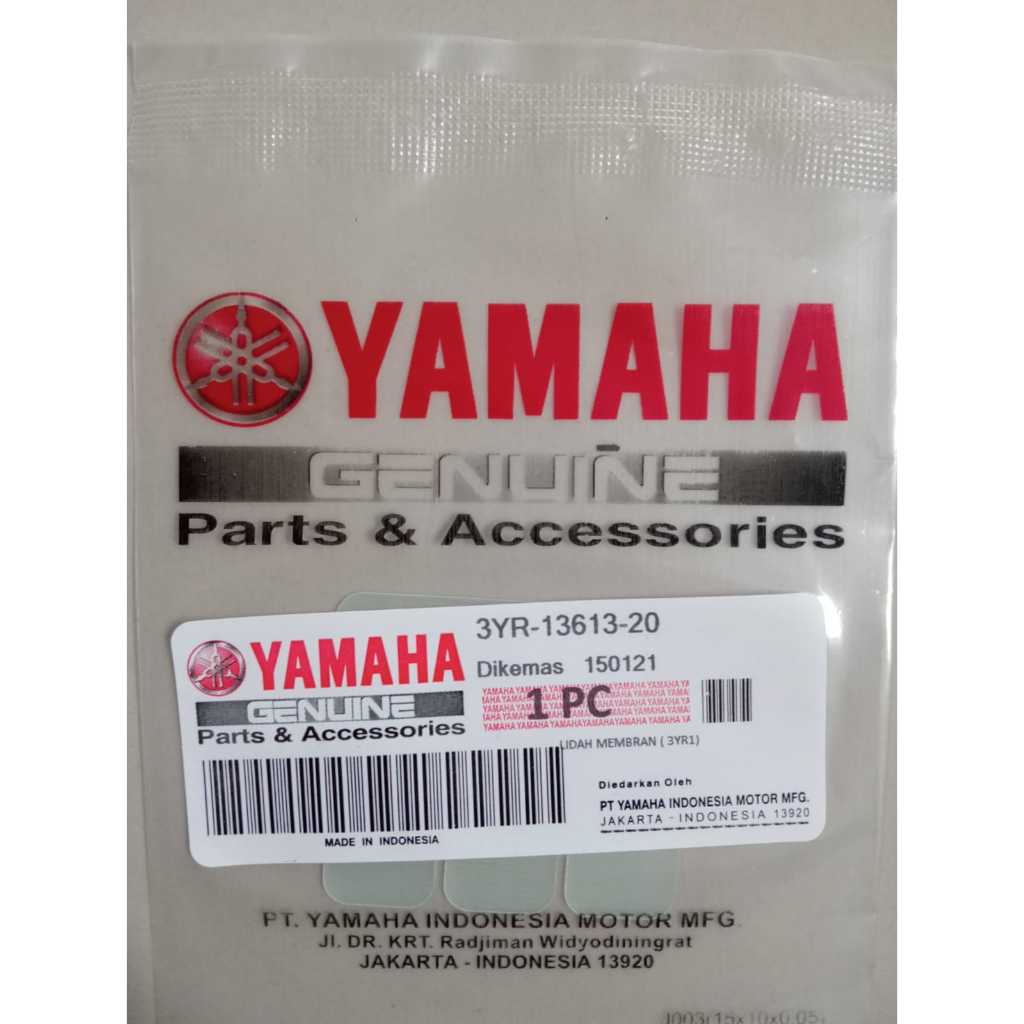 YAMAHA
GENUINE
Parts & Accessories
YAMAHA
GENUINE
Parts & Accessories
MADE IN INDONESIA
3YR-13613-20
Dikemas 150121
1 PC
LIDAH MEMBRAN ( 3YR1)
Diedarkan Oleh
PT YAMAHA INDONESIA MOTOR MFG.
JAKARTA - INDONESIA 13920
PT. YAMAHA INDONESIA MOTOR MFG.
Jl. DR. KRT. Radjiman Widyodiningrat
JAKARTA - INDONESIA 13920